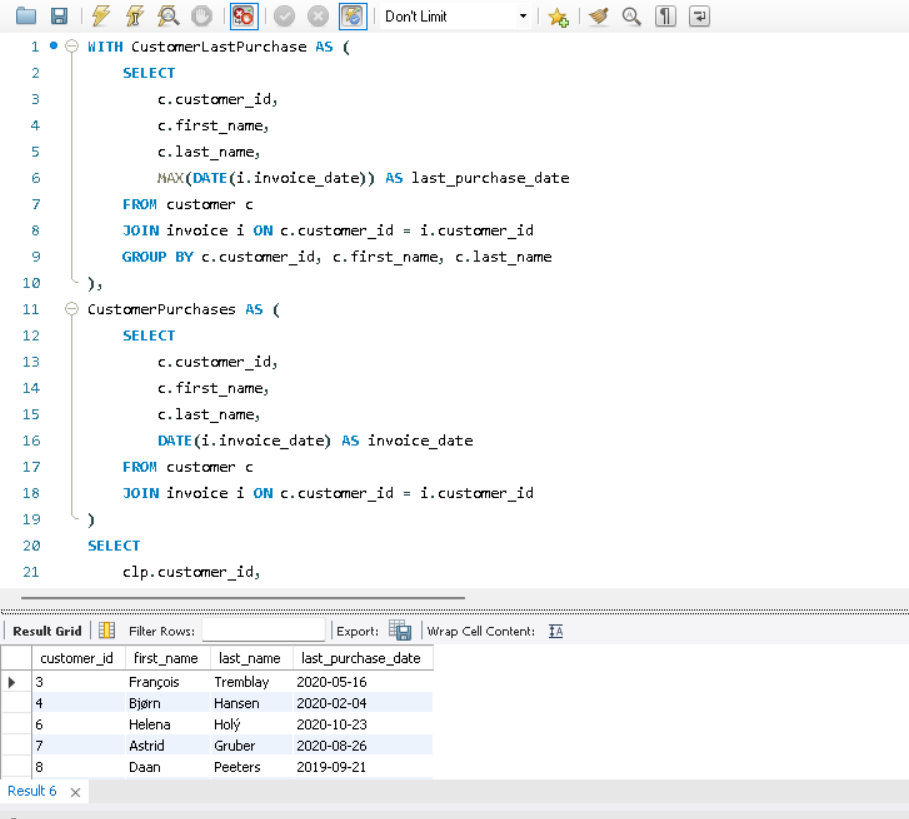 Don't Limit
1 WITH CustomerLastPurchase AS (
2 SELECT
3 c.customer_id,
4 c.first_name,
5 c.last_name,
6 MAX(DATE(i.invoice_date)) AS last_purchase_date
7 FROM customer c
8 JOIN invoice i ON c.customer_id = i.customer_id
9 GROUP BY c.customer_id, c.first_name, c.last_name
10 ),
11 CustomerPurchases AS (
12 SELECT
13 c.customer_id,
14 c.first_name,
15 c.last_name,
16 DATE(i.invoice_date) AS invoice_date
17 FROM customer c
18 JOIN invoice i ON c.customer_id = i.customer_id
19 )
20 SELECT
21 clp.customer_id,
Result Grid Filter Rows: Export: Wrap Cell Content: IA
customer_id first_name last_name last_purchase_date
3 François Tremblay 2020-05-16
4 Bjørn Hansen 2020-02-04
6 Helena Holý 2020-10-23
7 Astrid Gruber 2020-08-26
8 Daan Peeters 2019-09-21
Result 6